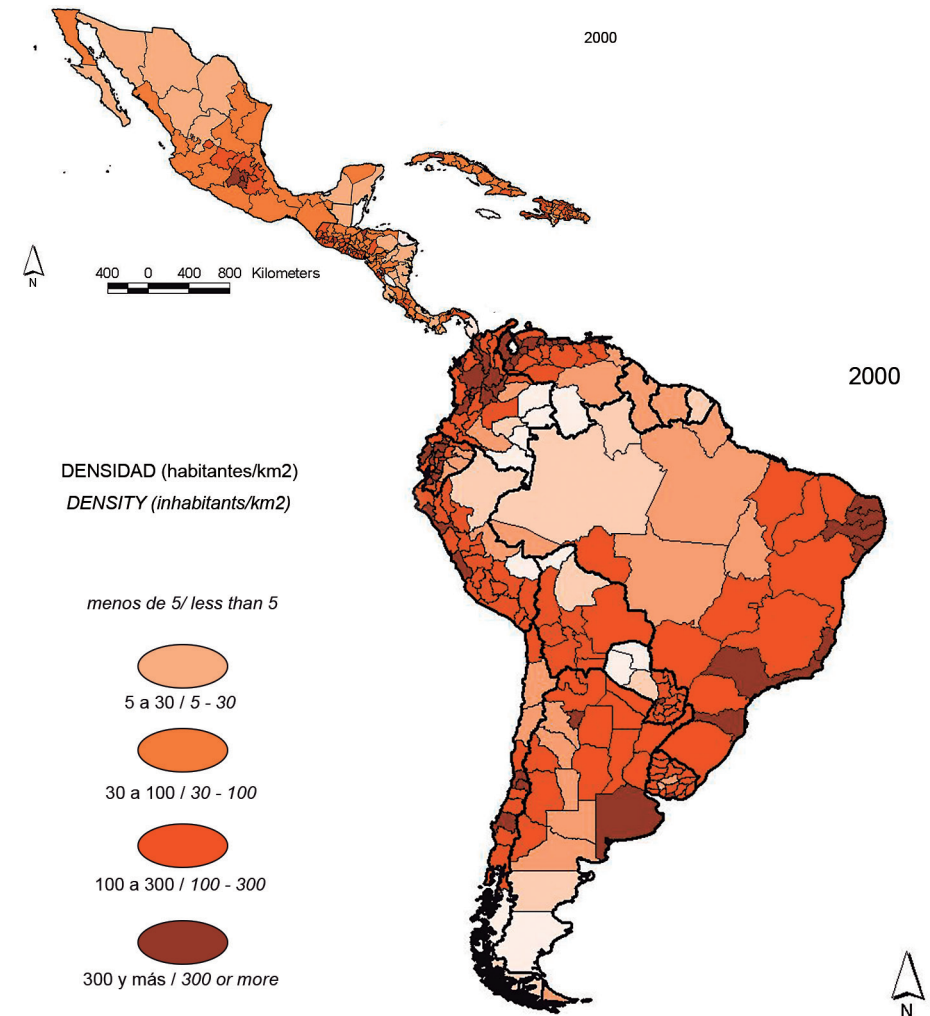 2000
N
400 0 400 800 Kilometers
2000
DENSIDAD (habitantes/km2)
DENSITY (inhabitants/km2)
menos de 5/ less than 5
5 a 30 / 5 - 30
30 a 100 / 30 - 100
100 a 300 / 100 - 300
300 y más / 300 or more
N